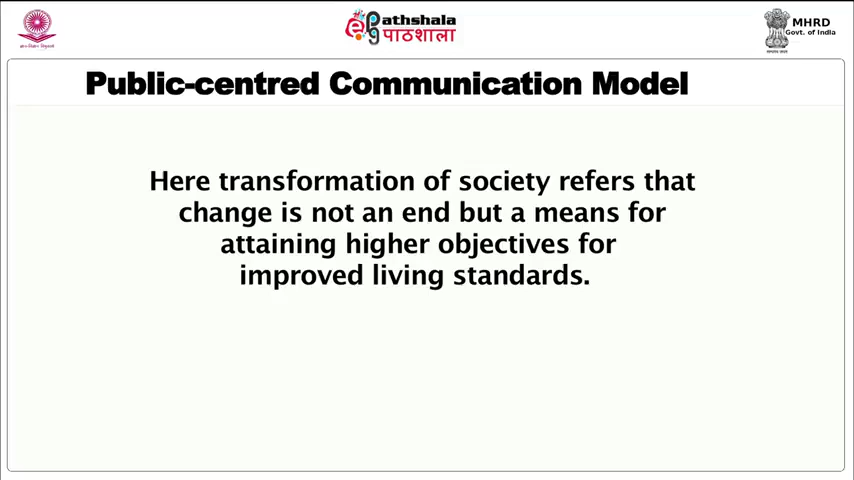 ePathshala
पाठशाला
MHRD
Govt. of India
Public-centred Communication Model
Here transformation of society refers that
change is not an end but a means for
attaining higher objectives for
improved living standards.